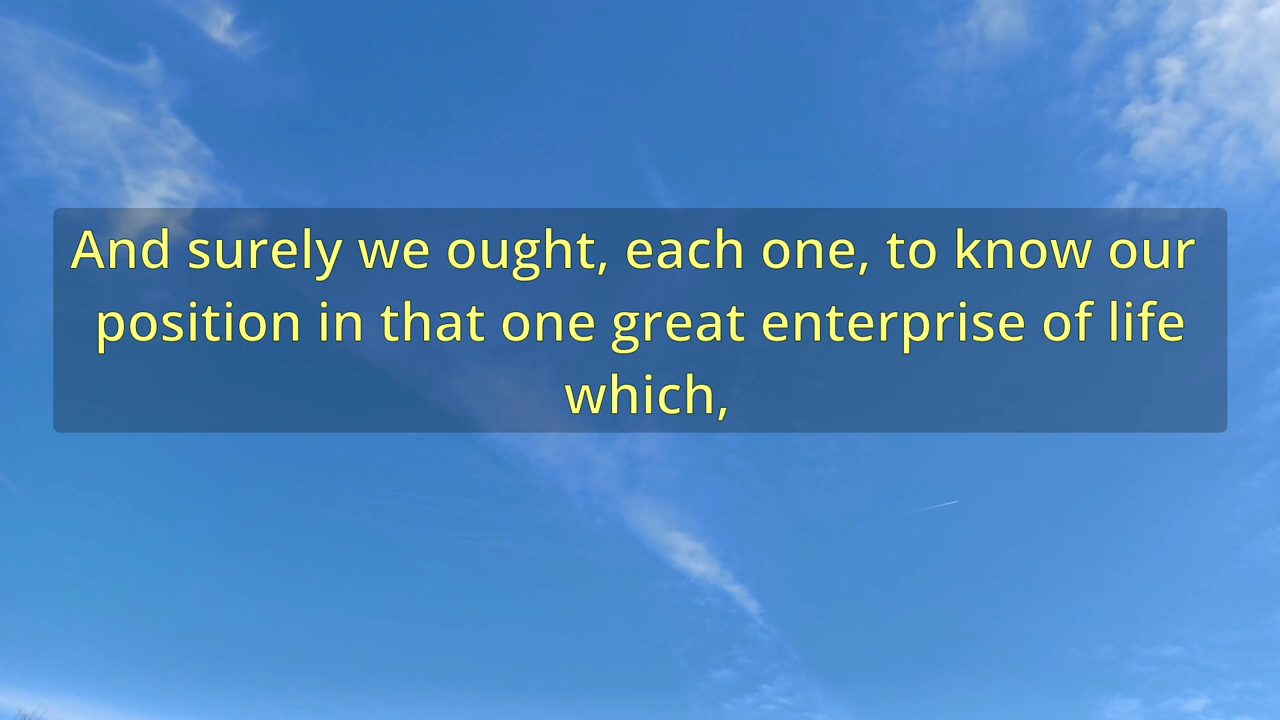 And surely we ought, each one, to know our
position in that one great enterprise of life
which,